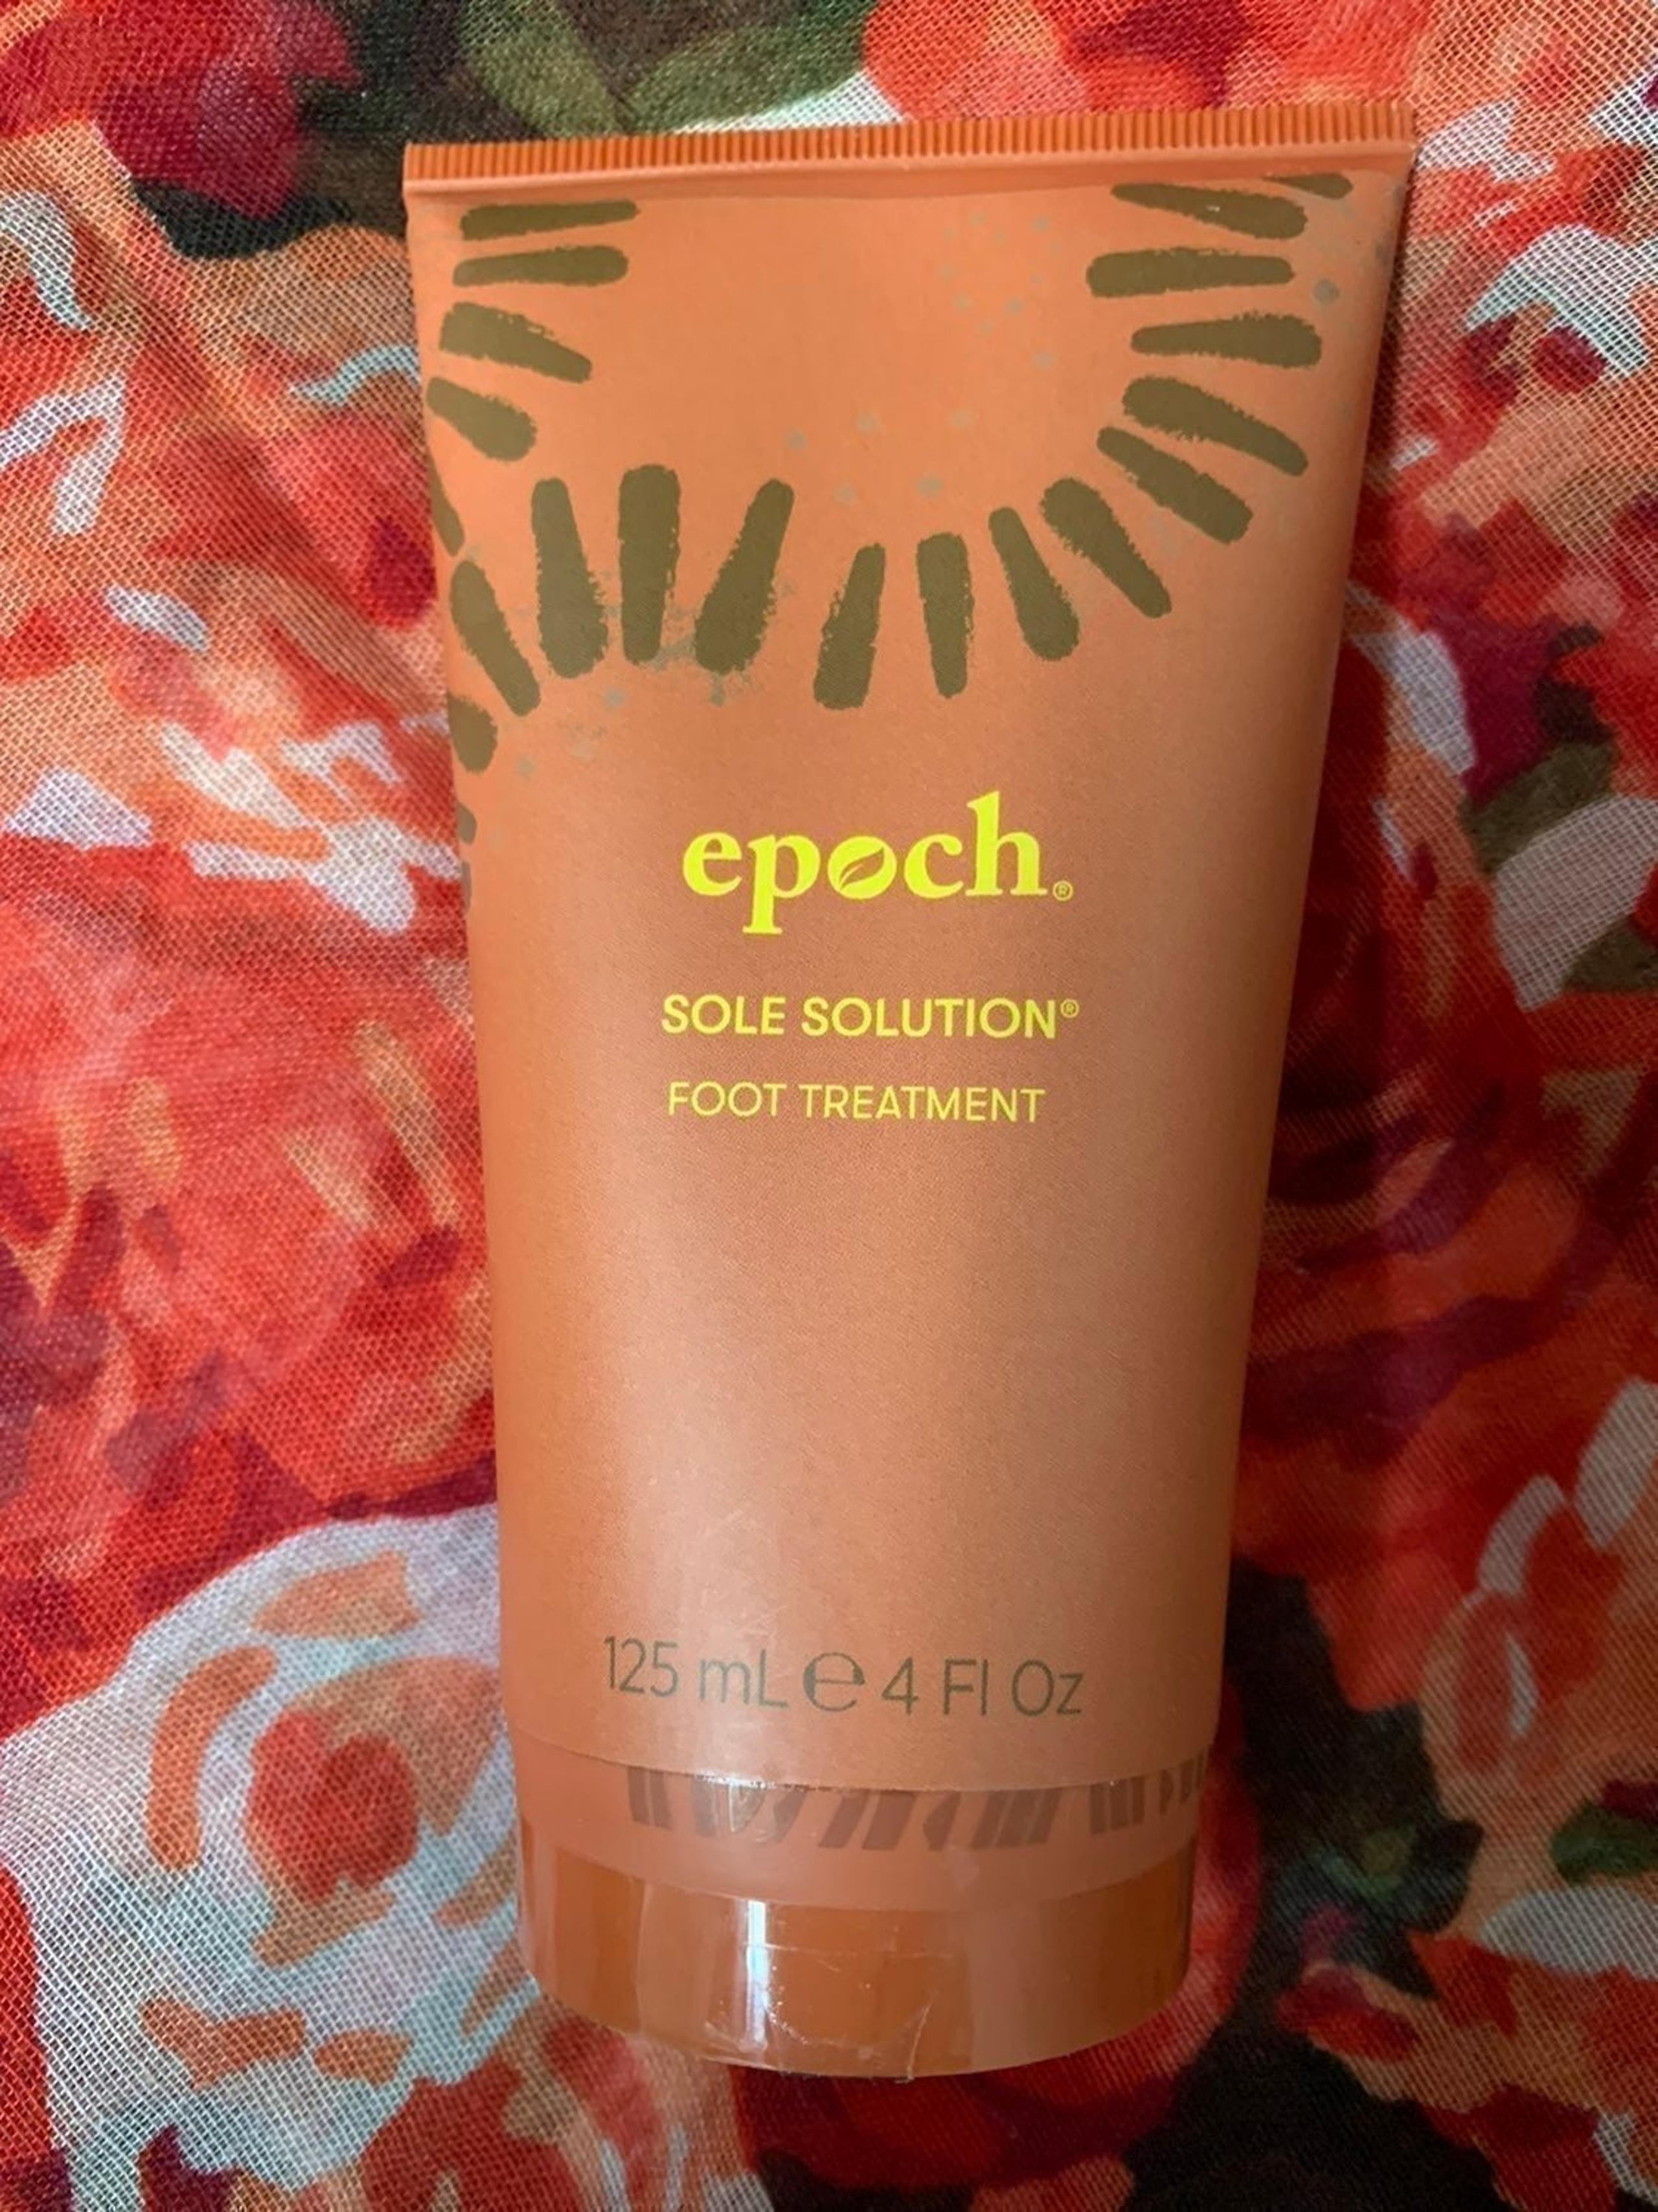 epoch®
SOLE SOLUTION®
FOOT TREATMENT
125 mL ℮ 4 Fl Oz